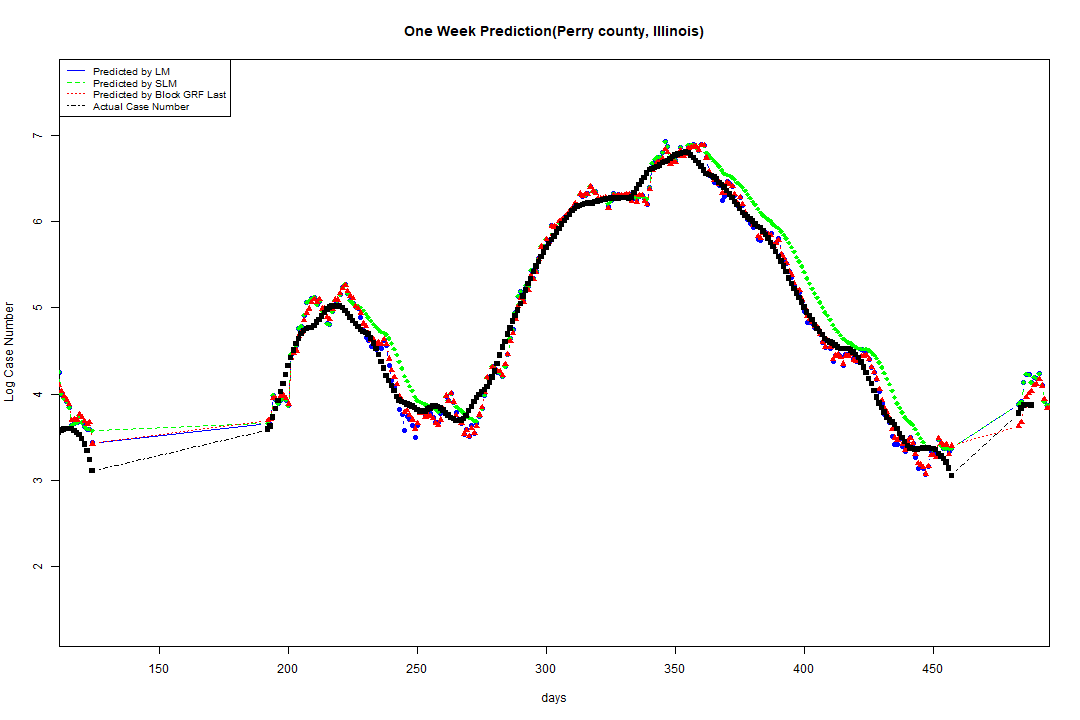 One Week Prediction(Perry county, Illinois)
Predicted by LM
Predicted by SLM
Predicted by Block GRF Last
Actual Case Number
7
6
5
4
3
2
Log Case Number
150 200 250 300 350 400 450
days